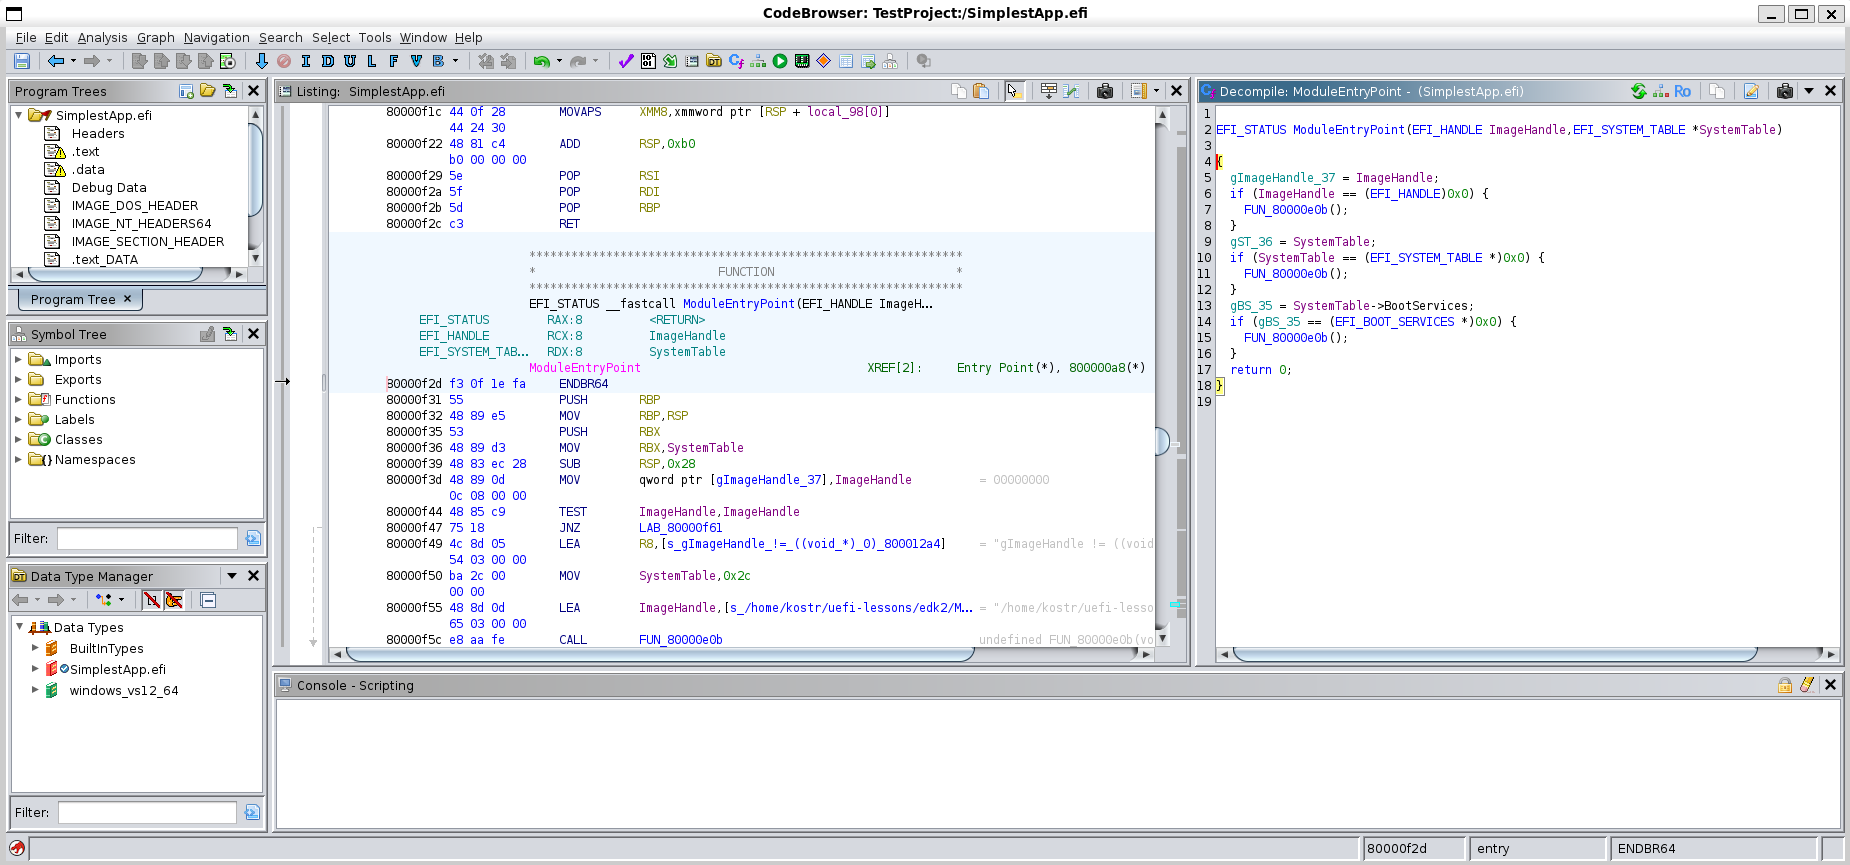 CodeBrowser: TestProject:/SimplestApp.efi
File Edit Analysis Graph Navigation Search Select Tools Window Help
I D U L F V B
Program Trees
SimplestApp.efi
Headers
.text
.data
Debug Data
IMAGE_DOS_HEADER
IMAGE_NT_HEADERS64
IMAGE_SECTION_HEADER
.text_DATA
Program Tree ×
Symbol Tree
Imports
Exports
Functions
Labels
Classes
Namespaces
Filter:
Data Type Manager
Data Types
BuiltInTypes
SimplestApp.efi
windows_vs12_64
Filter:
Listing: SimplestApp.efi
80000f1c 44 0f 28 MOVAPS XMM8,xmmword ptr [RSP + local_98[0]]
44 24 30
80000f22 48 81 c4 ADD RSP,0xb0
b0 00 00 00
80000f29 5e POP RSI
80000f2a 5f POP RDI
80000f2b 5d POP RBP
80000f2c c3 RET
**************************************************************
* FUNCTION *
**************************************************************
EFI_STATUS __fastcall ModuleEntryPoint(EFI_HANDLE ImageH...
EFI_STATUS RAX:8 <RETURN>
EFI_HANDLE RCX:8 ImageHandle
EFI_SYSTEM_TAB... RDX:8 SystemTable
ModuleEntryPoint XREF[2]: Entry Point(*), 800000a8(*)
80000f2d f3 0f 1e fa ENDBR64
80000f31 55 PUSH RBP
80000f32 48 89 e5 MOV RBP,RSP
80000f35 53 PUSH RBX
80000f36 48 89 d3 MOV RBX,SystemTable
80000f39 48 83 ec 28 SUB RSP,0x28
80000f3d 48 89 0d MOV qword ptr [gImageHandle_37],ImageHandle = 00000000
0c 08 00 00
80000f44 48 85 c9 TEST ImageHandle,ImageHandle
80000f47 75 18 JNZ LAB_80000f61
80000f49 4c 8d 05 LEA R8,[s_gImageHandle_!=_((void_*)_0)_800012a4] = "gImageHandle != ((void
54 03 00 00
80000f50 ba 2c 00 MOV SystemTable,0x2c
00 00
80000f55 48 8d 0d LEA ImageHandle,[s_/home/kostr/uefi-lessons/edk2/M... = "/home/kostr/uefi-lesso
65 03 00 00
80000f5c e8 aa fe CALL FUN_80000e0b undefined FUN_80000e0b(vo
Decompile: ModuleEntryPoint - (SimplestApp.efi)
Ro
1
2 EFI_STATUS ModuleEntryPoint(EFI_HANDLE ImageHandle,EFI_SYSTEM_TABLE *SystemTable)
3
4 {
5 gImageHandle_37 = ImageHandle;
6 if (ImageHandle == (EFI_HANDLE)0x0) {
7 FUN_80000e0b();
8 }
9 gST_36 = SystemTable;
10 if (SystemTable == (EFI_SYSTEM_TABLE *)0x0) {
11 FUN_80000e0b();
12 }
13 gBS_35 = SystemTable->BootServices;
14 if (gBS_35 == (EFI_BOOT_SERVICES *)0x0) {
15 FUN_80000e0b();
16 }
17 return 0;
18 }
19
Console - Scripting
80000f2d entry ENDBR64